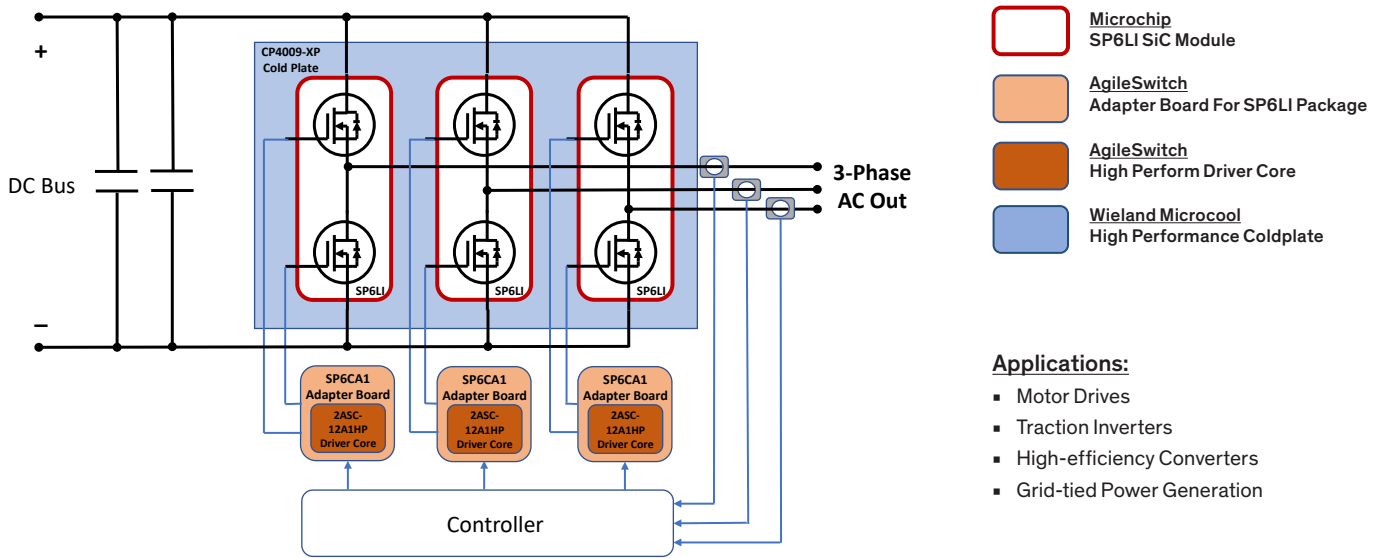 +
DC Bus
–
CP4009-XP
Cold Plate
SP6LI
SP6LI
SP6LI
3-Phase
AC Out
SP6CA1
Adapter Board
2ASC-
12A1HP
Driver Core
SP6CA1
Adapter Board
2ASC-
12A1HP
Driver Core
SP6CA1
Adapter Board
2ASC-
12A1HP
Driver Core
Controller
Microchip
SP6LI SiC Module
AgileSwitch
Adapter Board For SP6LI Package
AgileSwitch
High Perform Driver Core
Wieland Microcool
High Performance Coldplate
Applications:
▪ Motor Drives
▪ Traction Inverters
▪ High-efficiency Converters
▪ Grid-tied Power Generation